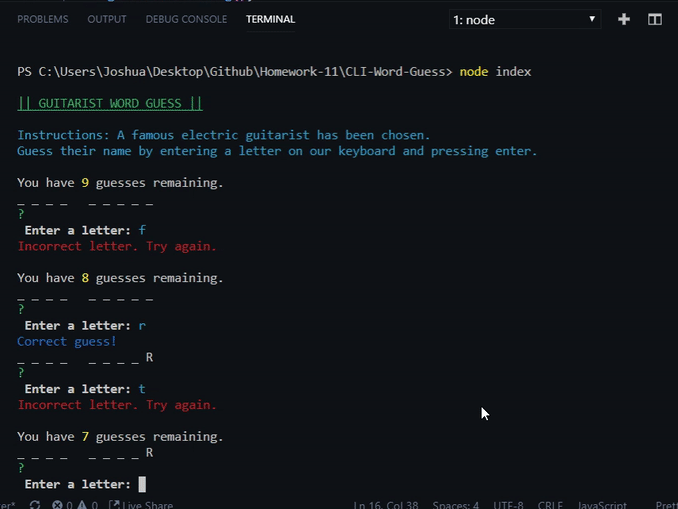 PROBLEMS OUTPUT DEBUG CONSOLE TERMINAL 1: node
PS C:\Users\Joshua\Desktop\Github\Homework-11\CLI-Word-Guess> node index
|| GUITARIST WORD GUESS ||
Instructions: A famous electric guitarist has been chosen.
Guess their name by entering a letter on our keyboard and pressing enter.
You have 9 guesses remaining.
_ _ _ _   _ _ _ _ _
?
Enter a letter: f
Incorrect letter. Try again.
You have 8 guesses remaining.
_ _ _ _   _ _ _ _ _
?
Enter a letter: r
Correct guess!
_ _ _ _   _ _ _ _ R
?
Enter a letter: t
Incorrect letter. Try again.
You have 7 guesses remaining.
_ _ _ _   _ _ _ _ R
?
Enter a letter:
er* 0 0 Live Share Ln 16, Col 38 Spaces: 4 UTF-8 CRLF JavaScript Prett